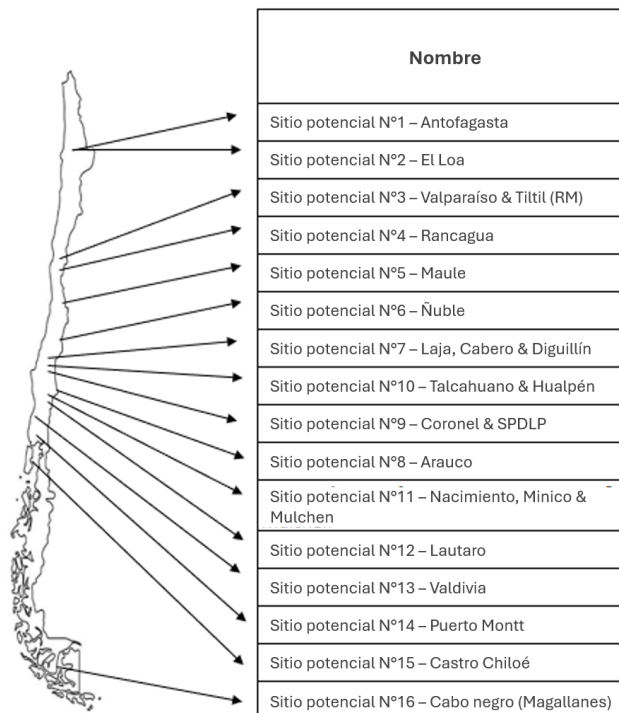 Nombre
Sitio potencial N°1 – Antofagasta
Sitio potencial N°2 – El Loa
Sitio potencial N°3 – Valparaíso & Tiltil (RM)
Sitio potencial N°4 – Rancagua
Sitio potencial N°5 – Maule
Sitio potencial N°6 – Ñuble
Sitio potencial N°7 – Laja, Cabero & Diguillín
Sitio potencial N°10 – Talcahuano & Hualpén
Sitio potencial N°9 – Coronel & SPDLP
Sitio potencial N°8 – Arauco
Sitio potencial N°11 – Nacimiento, Minico &
Mulchen
Sitio potencial N°12 – Lautaro
Sitio potencial N°13 – Valdivia
Sitio potencial N°14 – Puerto Montt
Sitio potencial N°15 – Castro Chiloé
Sitio potencial N°16 – Cabo negro (Magallanes)